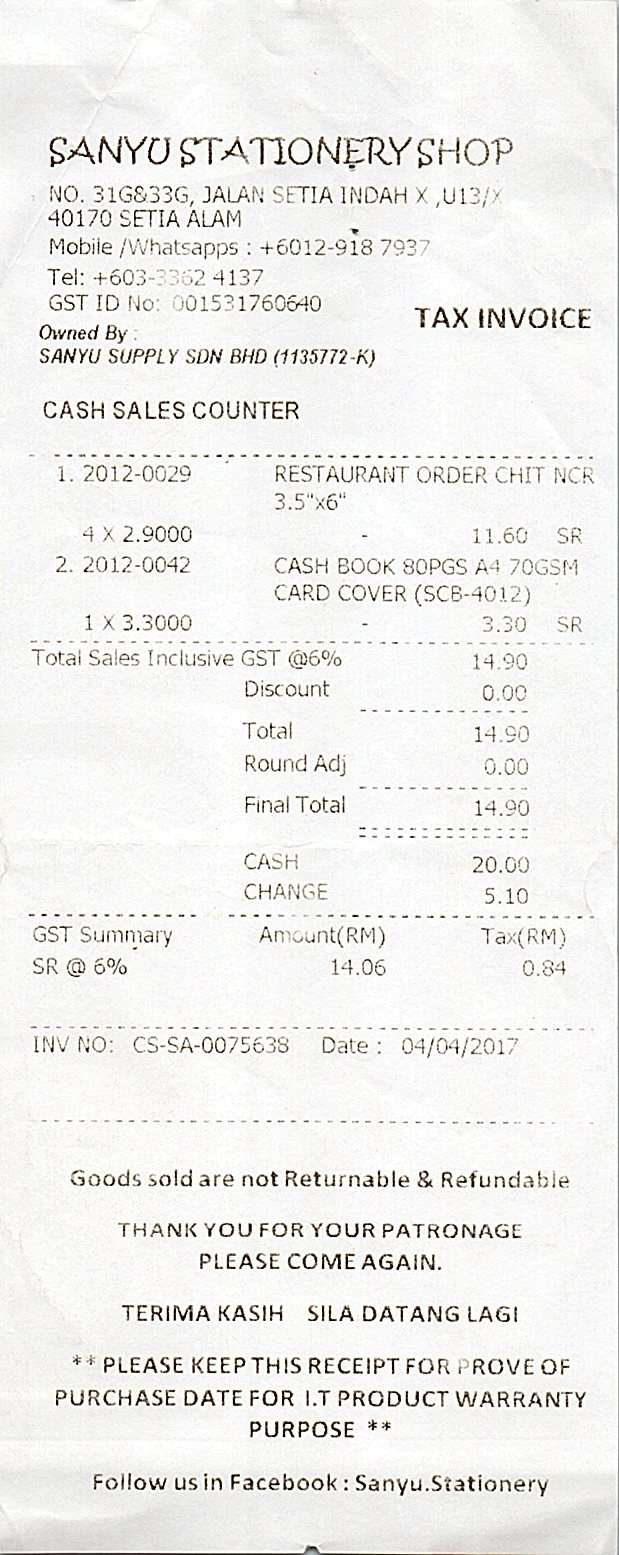 SANYU STATIONERY SHOP
NO. 31G&33G, JALAN SETIA INDAH X ,U13/X
40170 SETIA ALAM
Mobile /Whatsapps : +6012-918 7937
Tel: +603-3362 4137
GST ID No: 001531760640
TAX INVOICE
Owned By :
SANYU SUPPLY SDN BHD (1135772-K)
CASH SALES COUNTER
1. 2012-0029 RESTAURANT ORDER CHIT NCR
3.5"x6"
4 X 2.9000 - 11.60 SR
2. 2012-0042 CASH BOOK 80PGS A4 70GSM
CARD COVER (SCB-4012)
1 X 3.3000 - 3.30 SR
Total Sales Inclusive GST @6% 14.90
Discount 0.00
Total 14.90
Round Adj 0.00
Final Total 14.90
CASH 20.00
CHANGE 5.10
GST Summary Amount(RM) Tax(RM)
SR @ 6% 14.06 0.84
INV NO: CS-SA-0075638 Date : 04/04/2017
Goods sold are not Returnable & Refundable
THANK YOU FOR YOUR PATRONAGE
PLEASE COME AGAIN.
TERIMA KASIH SILA DATANG LAGI
** PLEASE KEEP THIS RECEIPT FOR PROVE OF
PURCHASE DATE FOR I.T PRODUCT WARRANTY
PURPOSE **
Follow us in Facebook : Sanyu.Stationery